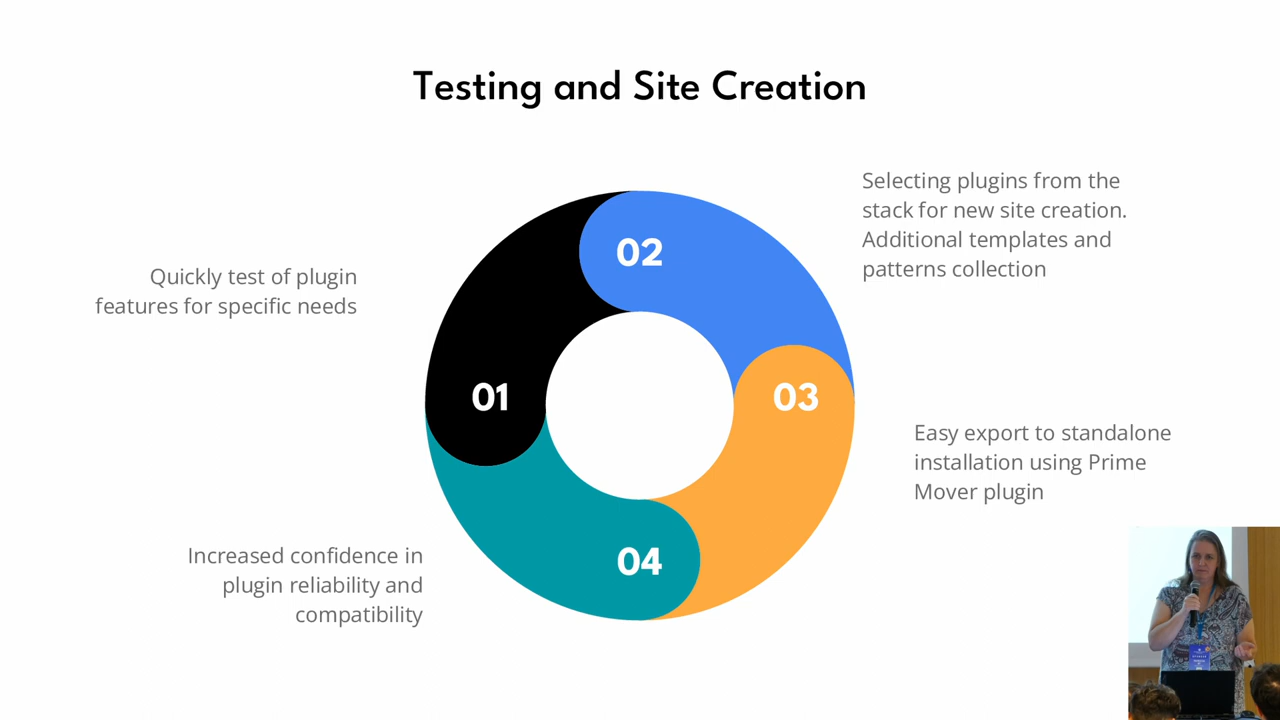 Testing and Site Creation
01
Quickly test of plugin
features for specific needs
02
Selecting plugins from the
stack for new site creation.
Additional templates and
patterns collection
03
Easy export to standalone
installation using Prime
Mover plugin
04
Increased confidence in
plugin reliability and
compatibility